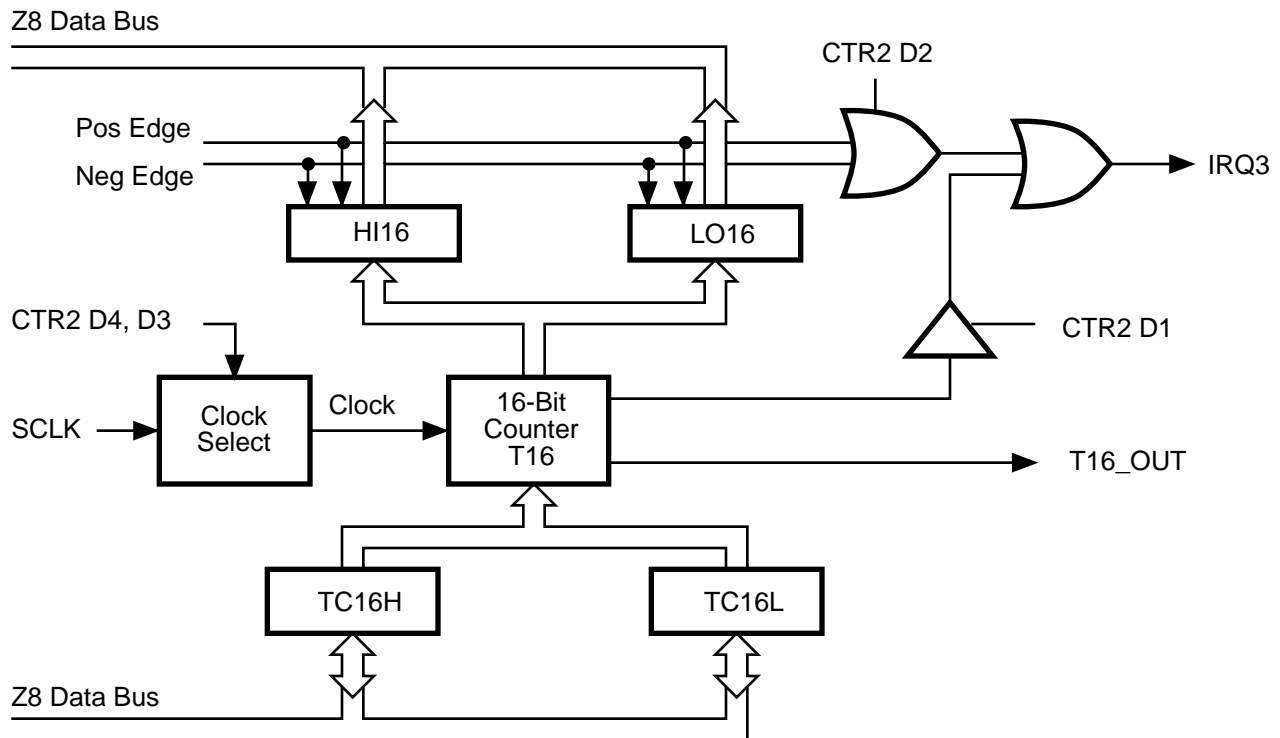 Z8 Data Bus
CTR2 D2
Pos Edge
Neg Edge
IRQ3
HI16
LO16
CTR2 D4, D3
CTR2 D1
SCLK
Clock
Select
Clock
16-Bit
Counter
T16
T16_OUT
TC16H
TC16L
Z8 Data Bus